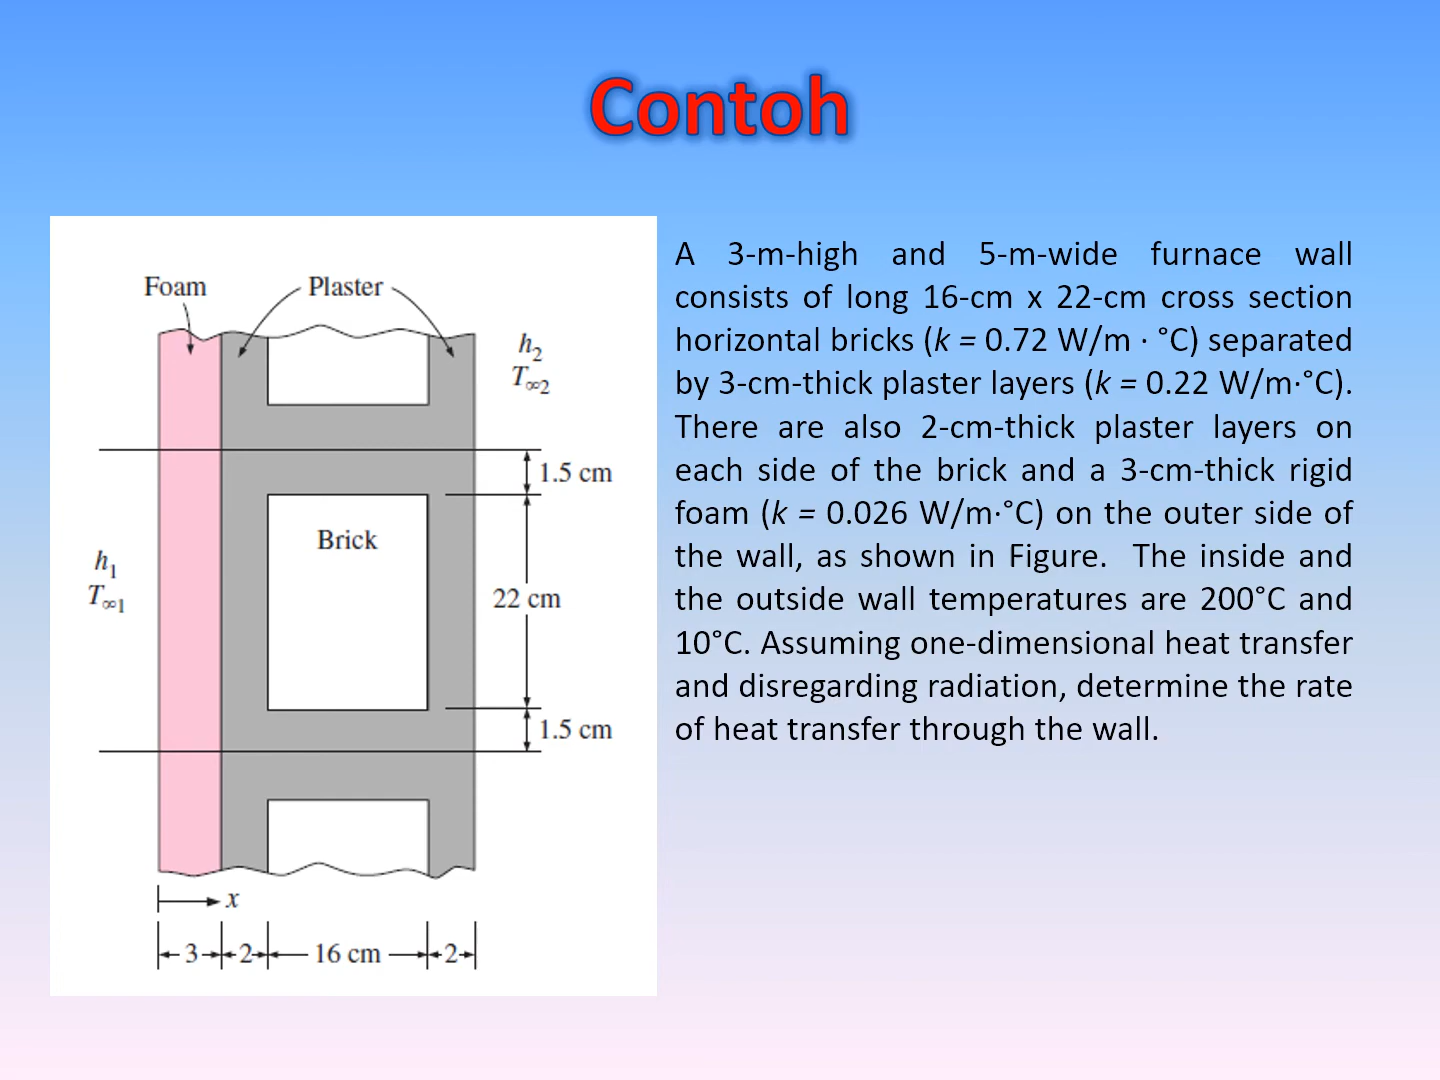 Contoh
Foam
Plaster
h₂
T∞2
1.5 cm
Brick
h₁
T∞1
22 cm
1.5 cm
x
3
2
16 cm
2
A 3-m-high and 5-m-wide furnace wall
consists of long 16-cm x 22-cm cross section
horizontal bricks (k = 0.72 W/m · °C) separated
by 3-cm-thick plaster layers (k = 0.22 W/m·°C).
There are also 2-cm-thick plaster layers on
each side of the brick and a 3-cm-thick rigid
foam (k = 0.026 W/m·°C) on the outer side of
the wall, as shown in Figure. The inside and
the outside wall temperatures are 200°C and
10°C. Assuming one-dimensional heat transfer
and disregarding radiation, determine the rate
of heat transfer through the wall.